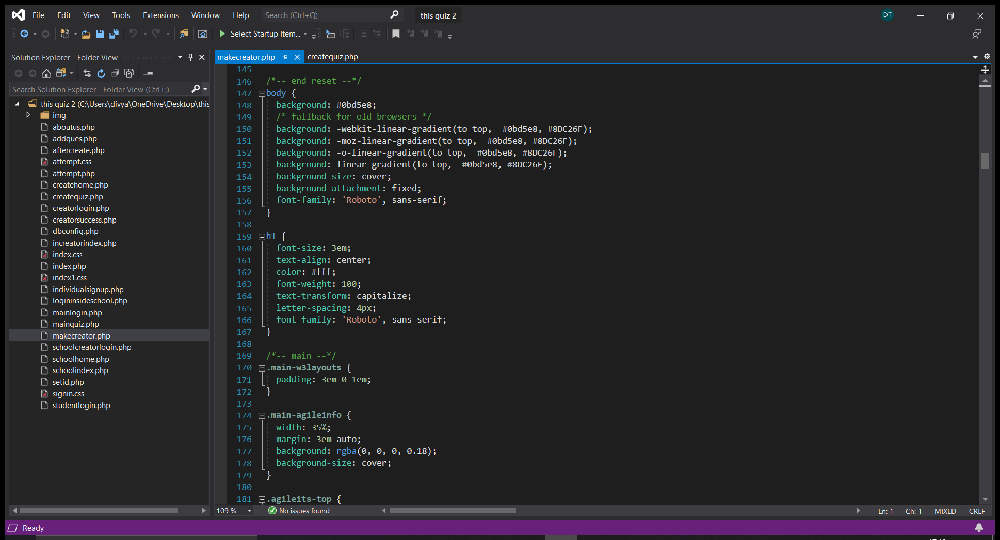 File Edit View Tools Extensions Window Help Search (Ctrl+Q) this quiz 2 DT
Select Startup Item...
Solution Explorer - Folder View
Search Solution Explorer - Folder View (Ctrl+;)
this quiz 2 (C:\Users\divya\OneDrive\Desktop\this
img
aboutus.php
addques.php
aftercreate.php
attempt.css
attempt.php
createhome.php
createquiz.php
creatorlogin.php
creatorsuccess.php
dbconfig.php
increatorindex.php
index.css
index.php
index1.css
individualsignup.php
logininsideschool.php
mainlogin.php
mainquiz.php
makecreator.php
schoolcreatorlogin.php
schoolhome.php
schoolindex.php
setid.php
signin.css
studentlogin.php
makecreator.php createquiz.php
145
146 /*-- end reset --*/
147 body {
148 background: #0bd5e8;
149 /* fallback for old browsers */
150 background: -webkit-linear-gradient(to top,  #0bd5e8, #8DC26F);
151 background: -moz-linear-gradient(to top,  #0bd5e8, #8DC26F);
152 background: -o-linear-gradient(to top,  #0bd5e8, #8DC26F);
153 background: linear-gradient(to top,  #0bd5e8, #8DC26F);
154 background-size: cover;
155 background-attachment: fixed;
156 font-family: 'Roboto', sans-serif;
157 }
158
159 h1 {
160 font-size: 3em;
161 text-align: center;
162 color: #fff;
163 font-weight: 100;
164 text-transform: capitalize;
165 letter-spacing: 4px;
166 font-family: 'Roboto', sans-serif;
167 }
168
169 /*-- main --*/
170 .main-w3layouts {
171 padding: 3em 0 1em;
172 }
173
174 .main-agileinfo {
175 width: 35%;
176 margin: 3em auto;
177 background: rgba(0, 0, 0, 0.18);
178 background-size: cover;
179 }
180
181 .agileits-top {
109 % No issues found Ln: 1 Ch: 1 MIXED CRLF
Ready